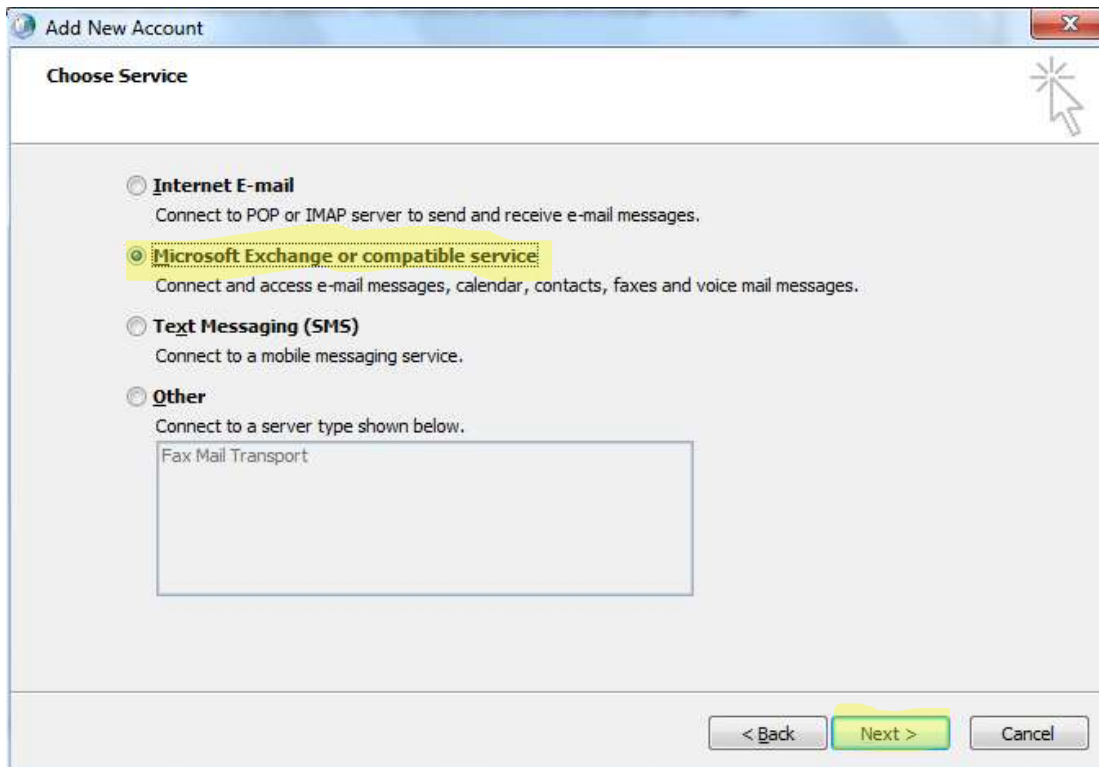 Add New Account
Choose Service
Internet E-mail
Connect to POP or IMAP server to send and receive e-mail messages.
Microsoft Exchange or compatible service
Connect and access e-mail messages, calendar, contacts, faxes and voice mail messages.
Text Messaging (SMS)
Connect to a mobile messaging service.
Other
Connect to a server type shown below.
Fax Mail Transport
< Back Next > Cancel